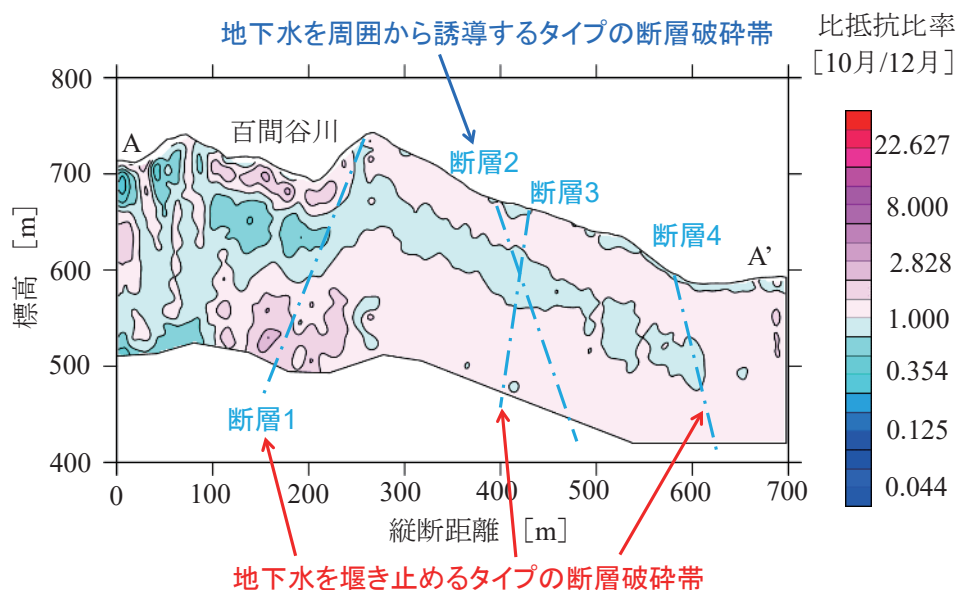 地下水を周囲から誘導するタイプの断層破砕帯
比抵抗比率
［10月/12月］
800
700
600
500
400
標高 ［m］
A
百間谷川
断層2
断層3
断層4
A’
断層1
0
100
200
300
400
500
600
700
縦断距離 ［m］
地下水を堰き止めるタイプの断層破砕帯
22.627
8.000
2.828
1.000
0.354
0.125
0.044